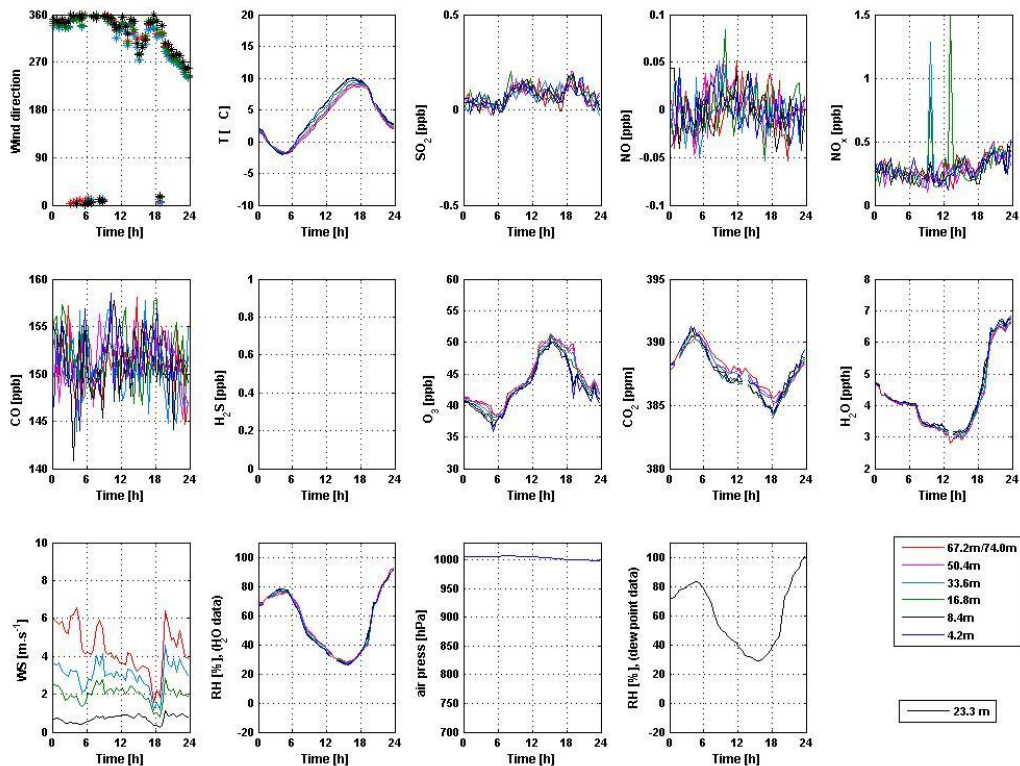 360
270
180
90
0
Wind direction
0 6 12 18 24
Time [h]
20
15
10
5
0
-5
-10
-15
-20
T [ C]
0 6 12 18 24
Time [h]
0.5
0
-0.5
SO2 [ppb]
0 6 12 18 24
Time [h]
0.1
0.05
0
-0.05
-0.1
NO [ppb]
0 6 12 18 24
Time [h]
1.5
1
0.5
0
NOx [ppb]
0 6 12 18 24
Time [h]
160
155
150
145
140
CO [ppb]
0 6 12 18 24
Time [h]
1
0.8
0.6
0.4
0.2
0
H2S [ppb]
0 6 12 18 24
Time [h]
60
55
50
45
40
35
30
O3 [ppb]
0 6 12 18 24
Time [h]
395
390
385
380
CO2 [ppm]
0 6 12 18 24
Time [h]
8
7
6
5
4
3
2
H2O [ppth]
0 6 12 18 24
Time [h]
10
8
6
4
2
0
WS [m·s-1]
0 6 12 18 24
Time [h]
100
80
60
40
20
0
-20
RH [%], (H2O data)
0 6 12 18 24
Time [h]
1000
950
900
850
800
750
700
air press [hPa]
0 6 12 18 24
Time [h]
100
80
60
40
20
0
-20
RH [%], (dewpoint data)
0 6 12 18 24
Time [h]
67.2m/74.0m
50.4m
33.6m
16.8m
8.4m
4.2m
23.3 m